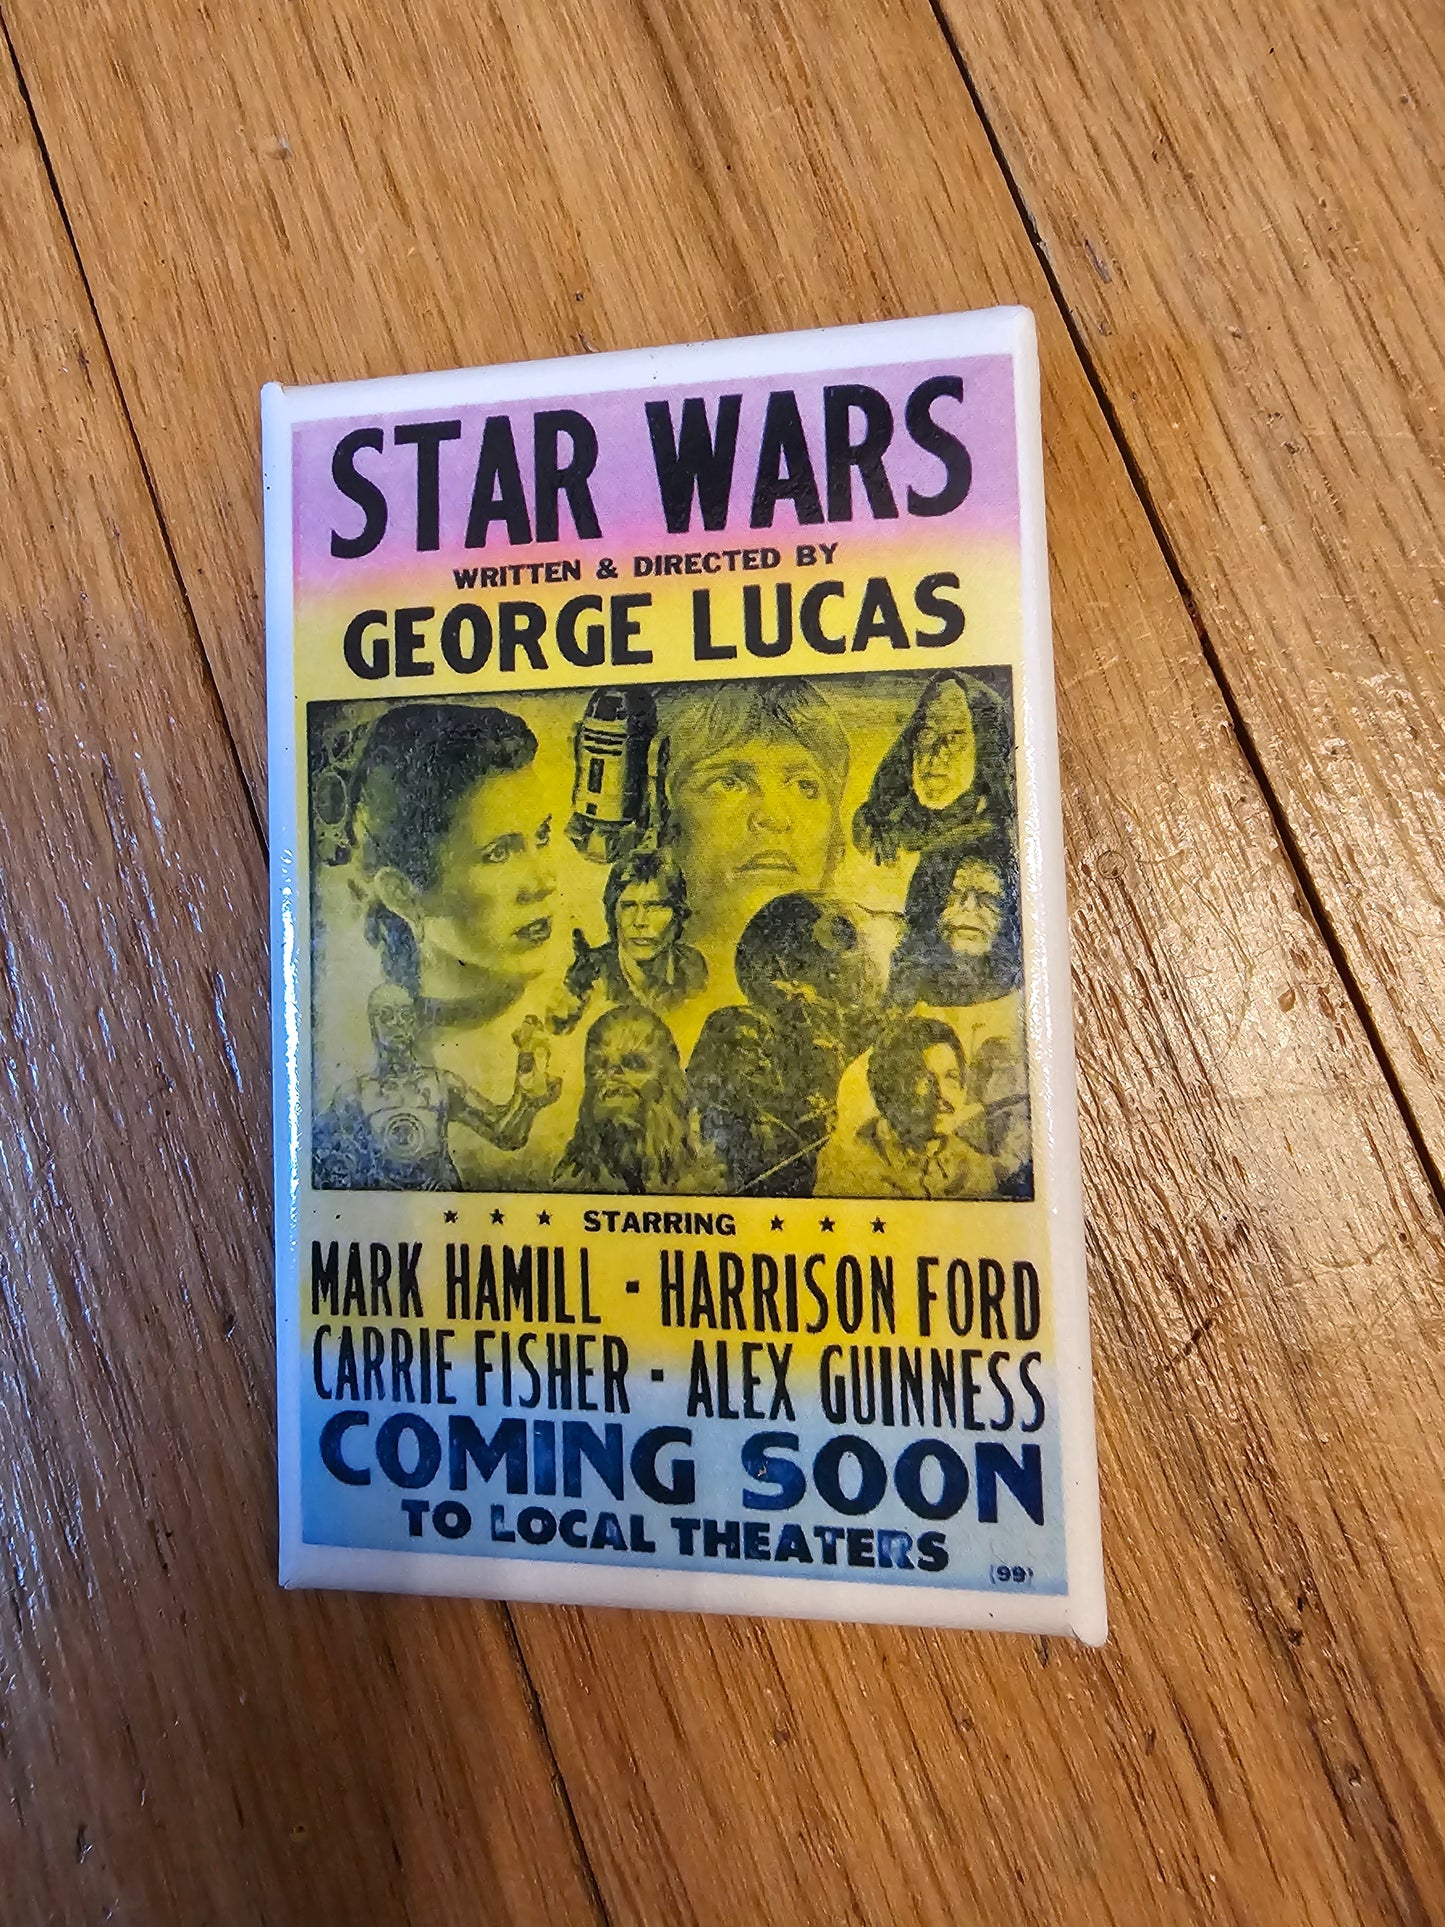 STAR WARS
WRITTEN & DIRECTED BY
GEORGE LUCAS
★ ★ ★ STARRING ★ ★ ★
MARK HAMILL - HARRISON FORD
CARRIE FISHER - ALEX GUINNESS
COMING SOON
TO LOCAL THEATERS
(99)